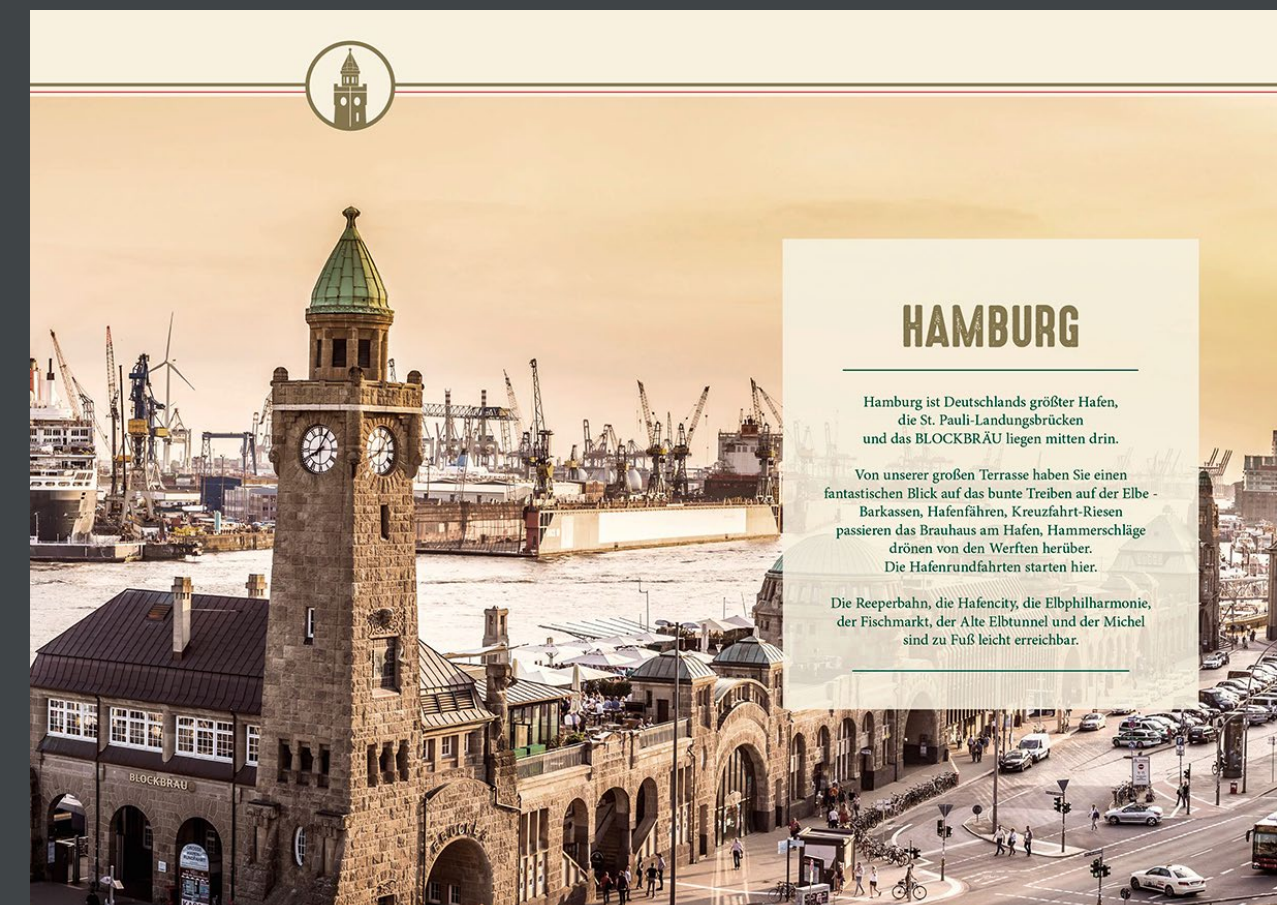 HAMBURG
Hamburg ist Deutschlands größter Hafen,
die St. Pauli-Landungsbrücken
und das BLOCKBRÄU liegen mitten drin.
Von unserer großen Terrasse haben Sie einen
fantastischen Blick auf das bunte Treiben auf der Elbe -
Barkassen, Hafenfähren, Kreuzfahrt-Riesen
passieren das Brauhaus am Hafen, Hammerschläge
drönen von den Werften herüber.
Die Hafenrundfahrten starten hier.
Die Reeperbahn, die Hafencity, die Elbphilharmonie,
der Fischmarkt, der Alte Elbtunnel und der Michel
sind zu Fuß leicht erreichbar.
BLOCKBRÄU